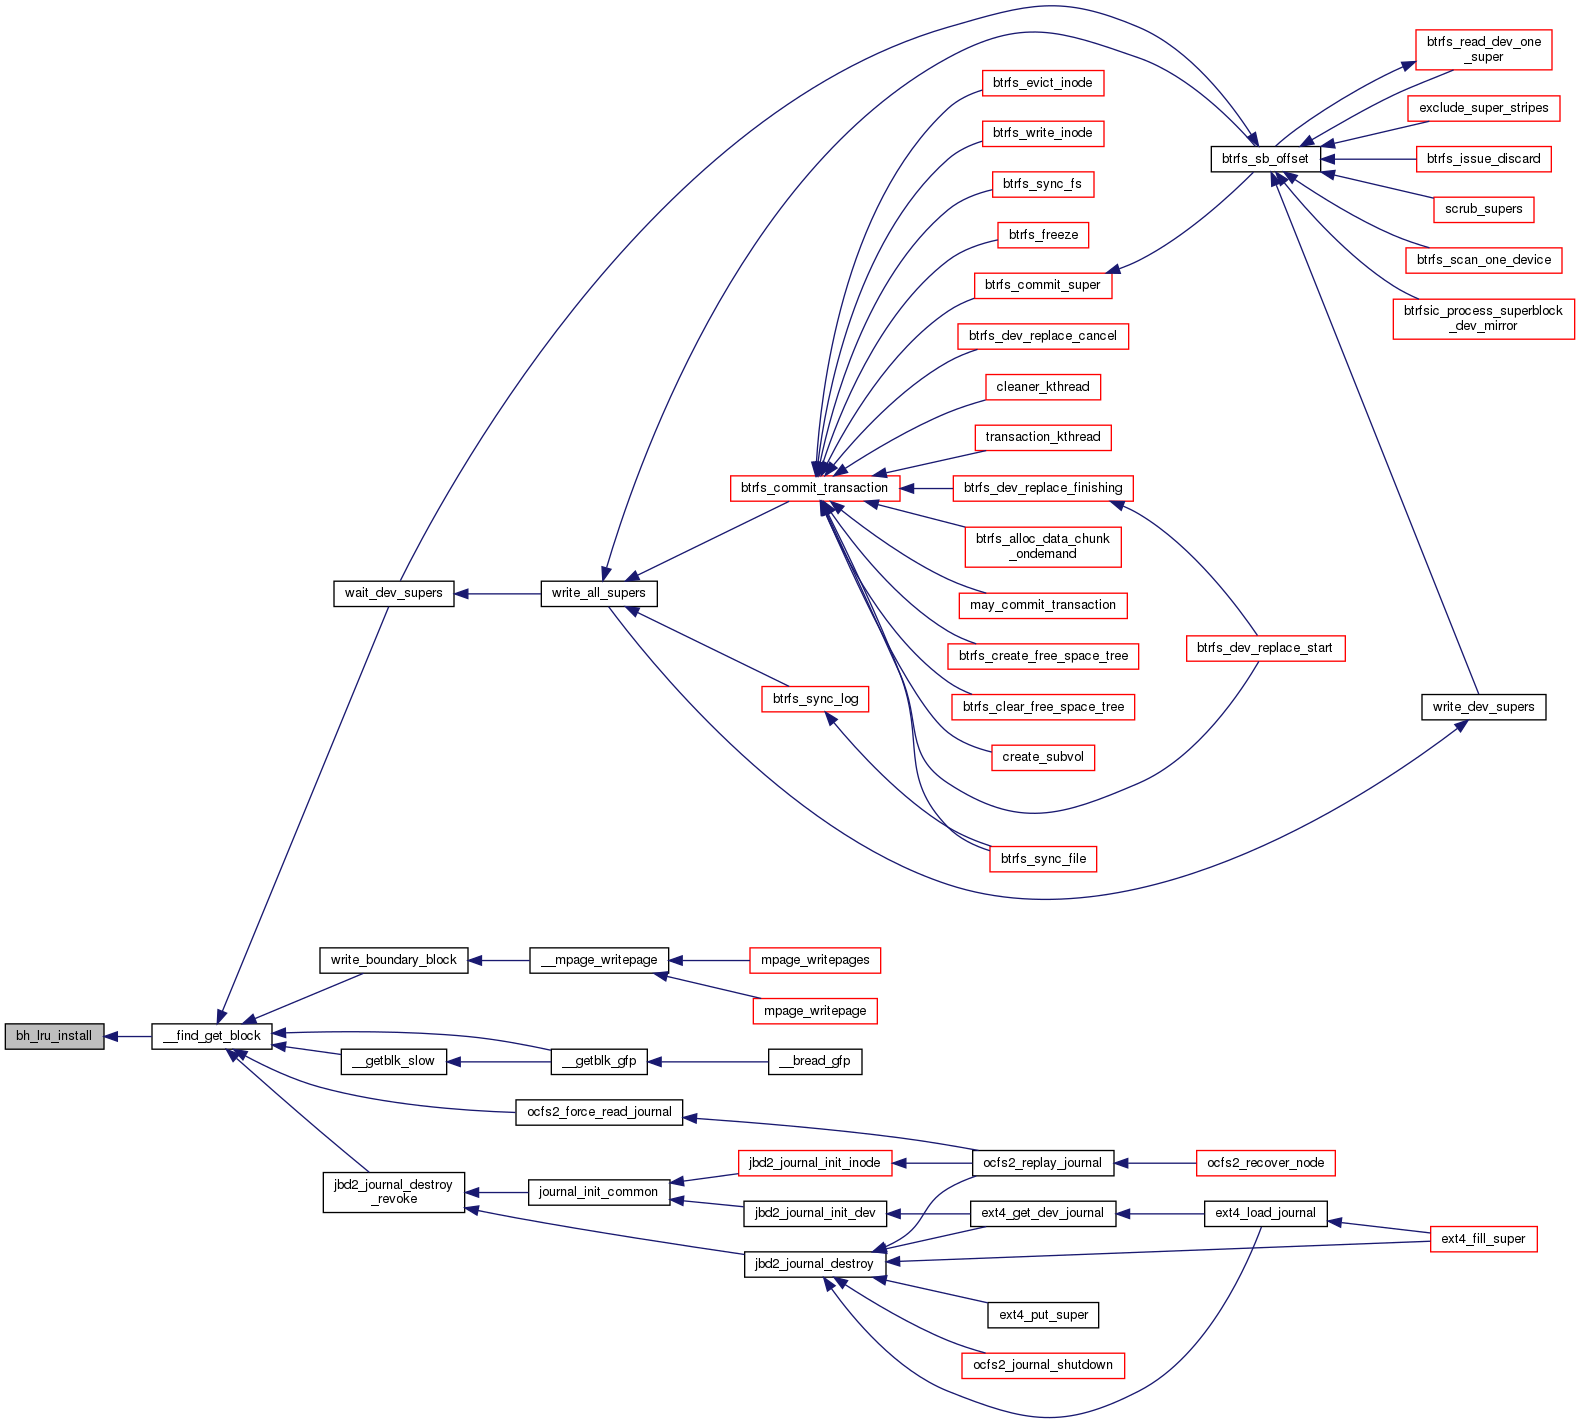 btrfs_read_dev_one
_super
btrfs_evict_inode
exclude_super_stripes
btrfs_write_inode
btrfs_sb_offset
btrfs_issue_discard
btrfs_sync_fs
scrub_supers
btrfs_freeze
btrfs_scan_one_device
btrfs_commit_super
btrfsic_process_superblock
_dev_mirror
btrfs_dev_replace_cancel
cleaner_kthread
transaction_kthread
btrfs_commit_transaction
btrfs_dev_replace_finishing
btrfs_alloc_data_chunk
_ondemand
wait_dev_supers
write_all_supers
may_commit_transaction
btrfs_create_free_space_tree
btrfs_dev_replace_start
btrfs_sync_log
btrfs_clear_free_space_tree
write_dev_supers
create_subvol
btrfs_sync_file
write_boundary_block
__mpage_writepage
mpage_writepages
mpage_writepage
bh_lru_install
__find_get_block
__getblk_slow
__getblk_gfp
__bread_gfp
ocfs2_force_read_journal
jbd2_journal_init_inode
ocfs2_replay_journal
ocfs2_recover_node
jbd2_journal_destroy
_revoke
journal_init_common
jbd2_journal_init_dev
ext4_get_dev_journal
ext4_load_journal
ext4_fill_super
jbd2_journal_destroy
ext4_put_super
ocfs2_journal_shutdown